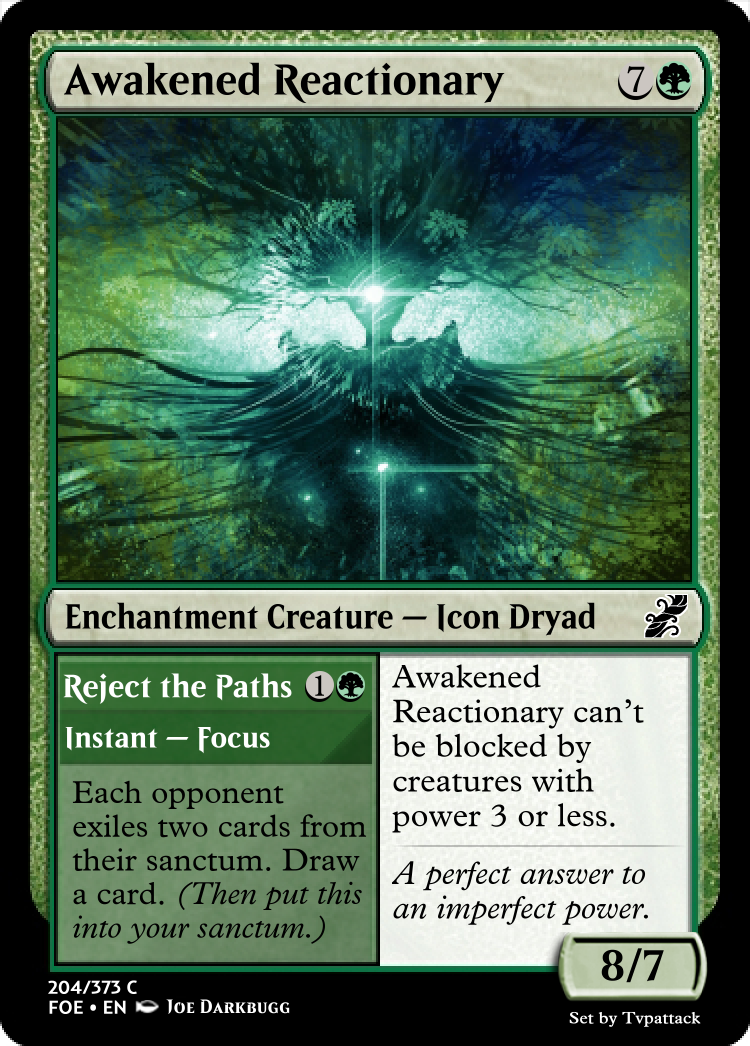 Awakened Reactionary 7
Enchantment Creature — Icon Dryad
Reject the Paths 1
Instant — Focus
Each opponent
exiles two cards from
their sanctum. Draw
a card. (Then put this
into your sanctum.)
Awakened
Reactionary can't
be blocked by
creatures with
power 3 or less.
A perfect answer to
an imperfect power.
8/7
204/373 C
FOE • EN Joe Darkbugg
Set by Tvpattack